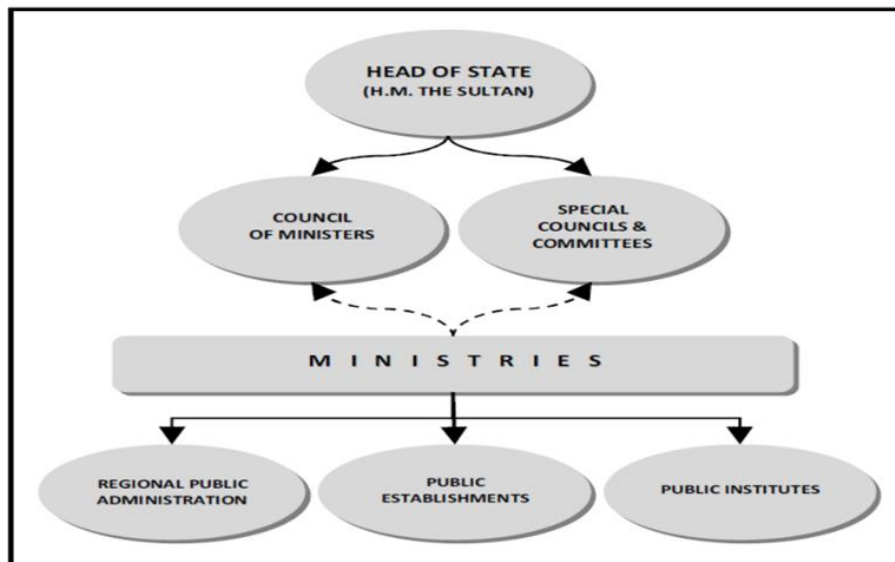 HEAD OF STATE
(H.M. THE SULTAN)
COUNCIL
OF MINISTERS
SPECIAL
COUNCILS &
COMMITTEES
M I N I S T R I E S
REGIONAL PUBLIC
ADMINISTRATION
PUBLIC
ESTABLISHMENTS
PUBLIC INSTITUTES